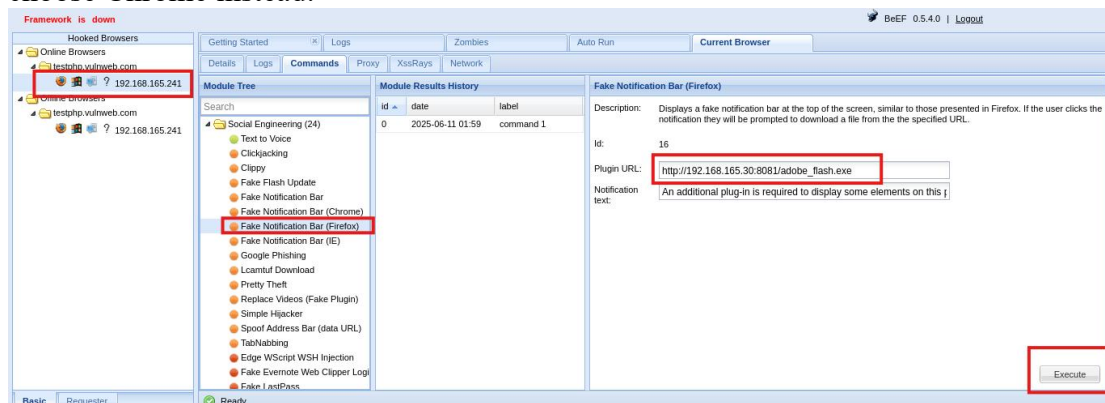 Framework is down
BeEF 0.5.4.0 | Logout
Hooked Browsers
Online Browsers
testphp.vulnweb.com
? 192.168.165.241
Offline Browsers
testphp.vulnweb.com
? 192.168.165.241
Basic Requester
Getting Started Logs Zombies Auto Run Current Browser
Details Logs Commands Proxy XssRays Network
Module Tree
Search
Social Engineering (24)
Text to Voice
Clickjacking
Clippy
Fake Flash Update
Fake Notification Bar
Fake Notification Bar (Chrome)
Fake Notification Bar (Firefox)
Fake Notification Bar (IE)
Google Phishing
Lcamtuf Download
Pretty Theft
Replace Videos (Fake Plugin)
Simple Hijacker
Spoof Address Bar (data URL)
TabNabbing
Edge WScript WSH Injection
Fake Evernote Web Clipper Logi
Fake LastPass
Module Results History
id date label
0 2025-06-11 01:59 command 1
Fake Notification Bar (Firefox)
Description: Displays a fake notification bar at the top of the screen, similar to those presented in Firefox. If the user clicks the
notification they will be prompted to download a file from the the specified URL.
Id: 16
Plugin URL: http://192.168.165.30:8081/adobe_flash.exe
Notification text: An additional plug-in is required to display some elements on this p
Execute
Ready